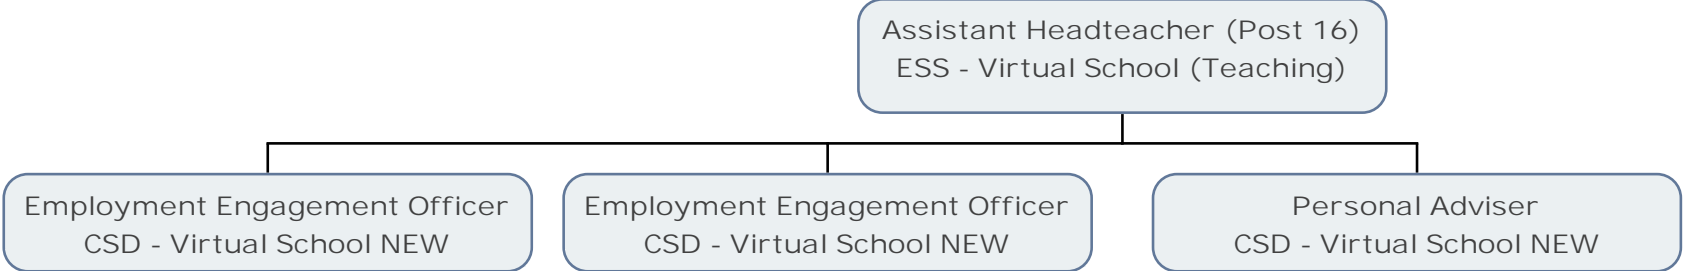 Assistant Headteacher (Post 16)
ESS - Virtual School (Teaching)
Employment Engagement Officer
CSD - Virtual School NEW
Employment Engagement Officer
CSD - Virtual School NEW
Personal Adviser
CSD - Virtual School NEW